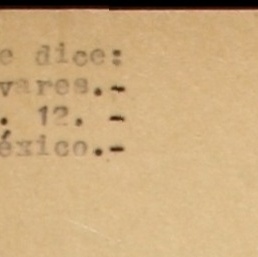 e dice:
vares.-
. 12. -
éxico.-